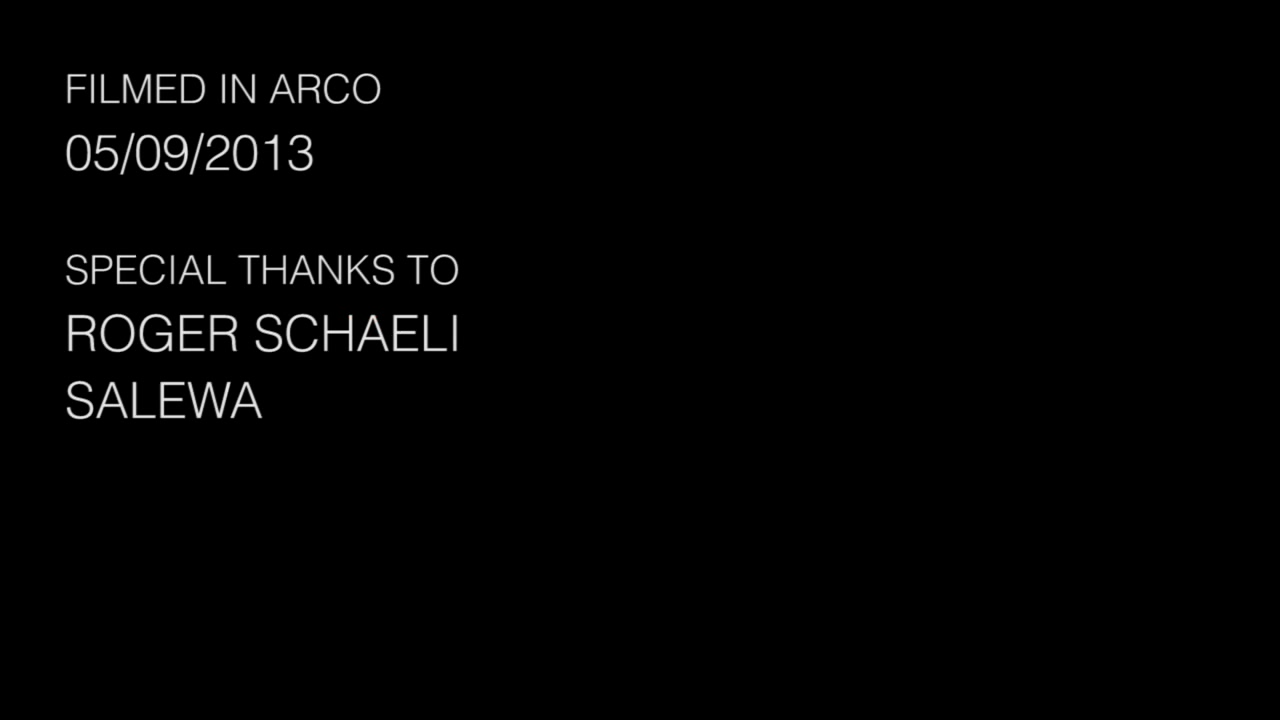 FILMED IN ARCO
05/09/2013
SPECIAL THANKS TO
ROGER SCHAELI
SALEWA